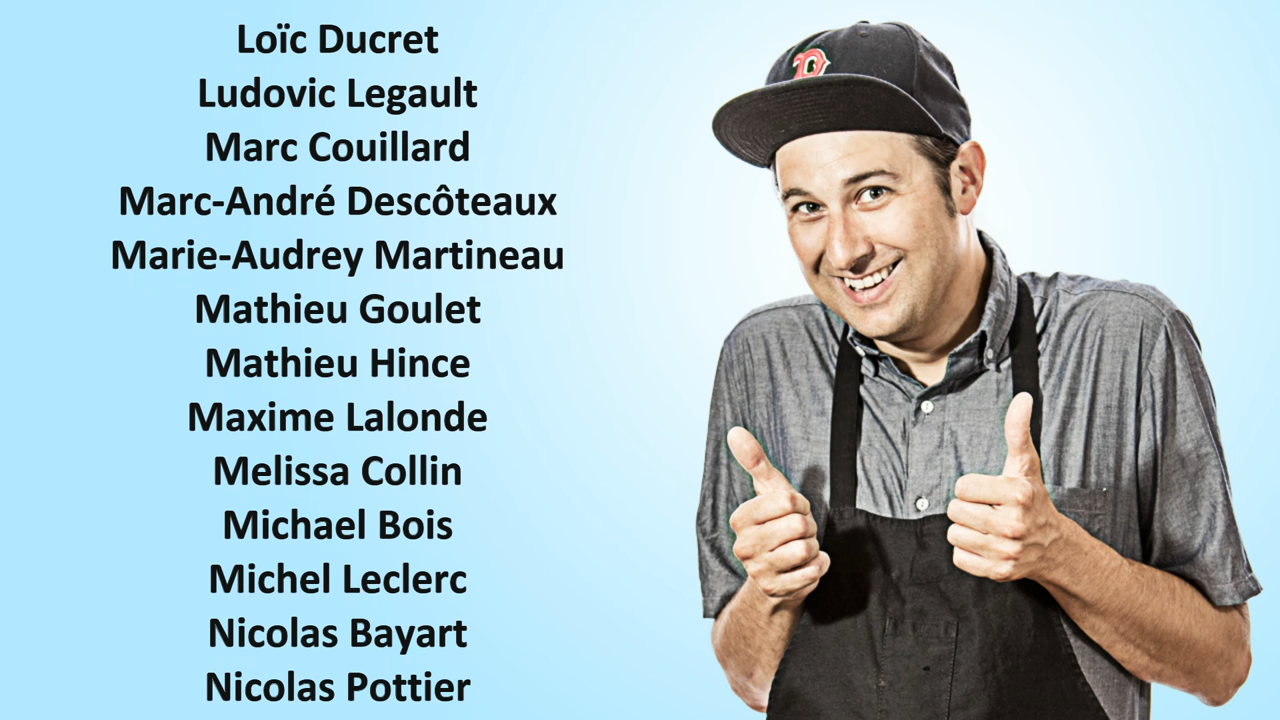 Loïc Ducret
Ludovic Legault
Marc Couillard
Marc-André Descôteaux
Marie-Audrey Martineau
Mathieu Goulet
Mathieu Hince
Maxime Lalonde
Melissa Collin
Michael Bois
Michel Leclerc
Nicolas Bayart
Nicolas Pottier